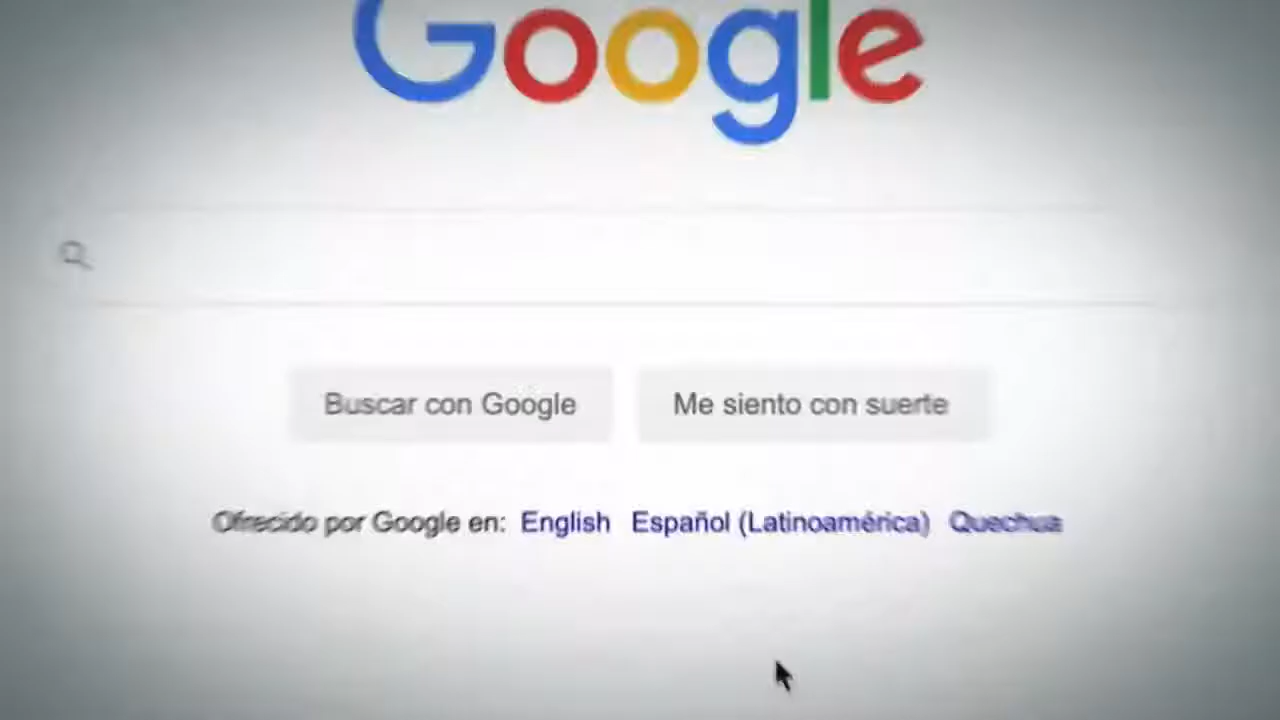 Google
Buscar con Google Me siento con suerte
Ofrecido por Google en: English Español (Latinoamérica) Quechua